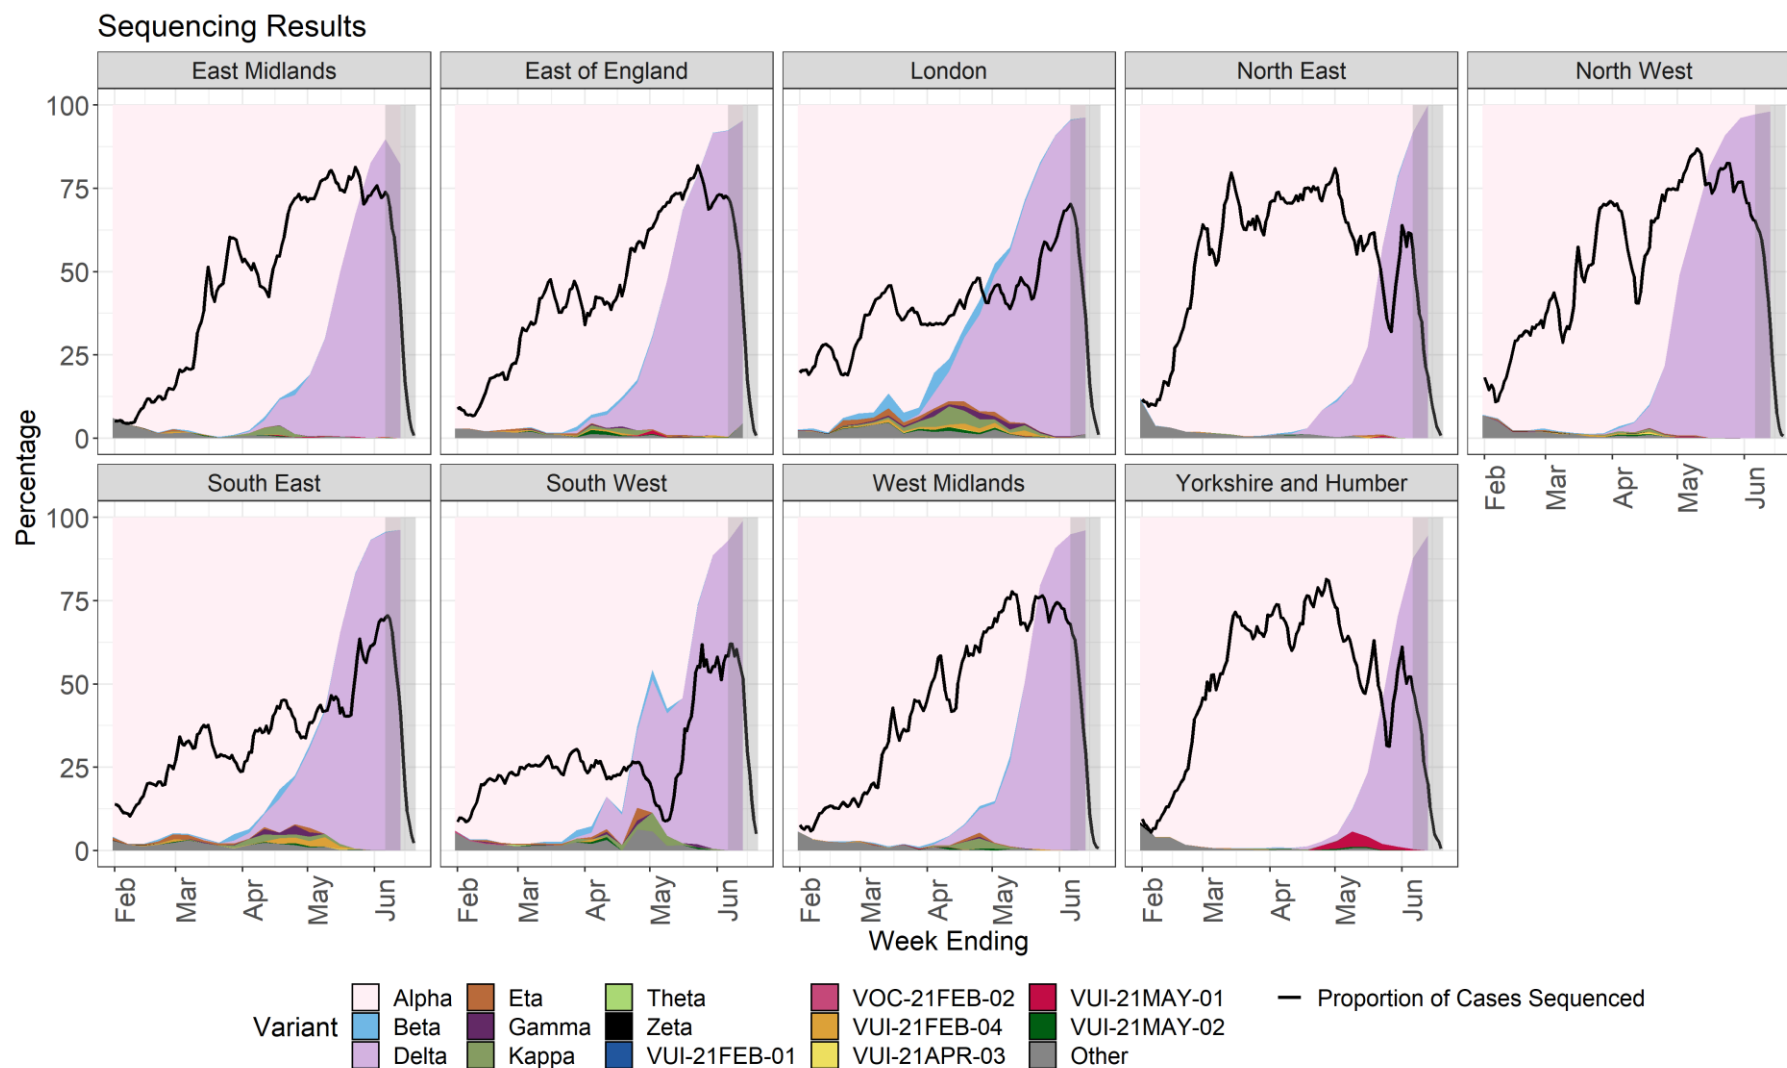 Sequencing Results
East Midlands
East of England
London
North East
North West
100
75
50
25
0
Feb
Mar
Apr
May
Jun
South East
South West
West Midlands
Yorkshire and Humber
100
75
50
25
0
Feb
Mar
Apr
May
Jun
Feb
Mar
Apr
May
Jun
Feb
Mar
Apr
May
Jun
Feb
Mar
Apr
May
Jun
Percentage
Week Ending
Variant
Alpha
Beta
Delta
Eta
Gamma
Kappa
Theta
Zeta
VUI-21FEB-01
VOC-21FEB-02
VUI-21FEB-04
VUI-21APR-03
VUI-21MAY-01
VUI-21MAY-02
Other
Proportion of Cases Sequenced